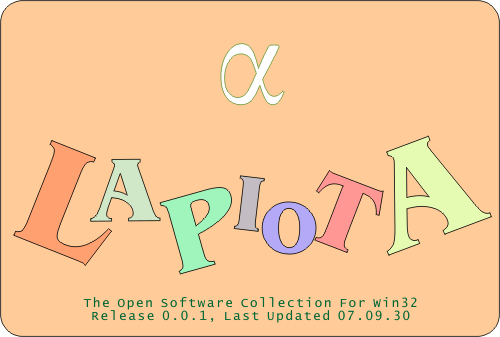 α
LAPIOTA
The Open Software Collection For Win32
Release 0.0.1, Last Updated 07.09.30